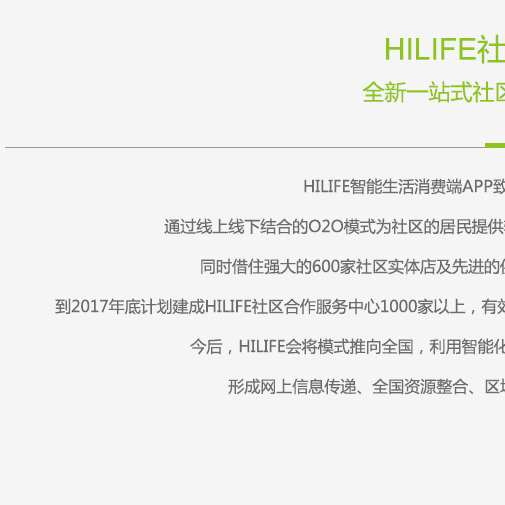 HILIFE社
全新一站式社区
HILIFE智能生活消费端APP致
通过线上线下结合的O2O模式为社区的居民提供
同时借住强大的600家社区实体店及先进的
到2017年底计划建成HILIFE社区合作服务中心1000家以上，有效
今后，HILIFE会将模式推向全国，利用智能化
形成网上信息传递、全国资源整合、区域